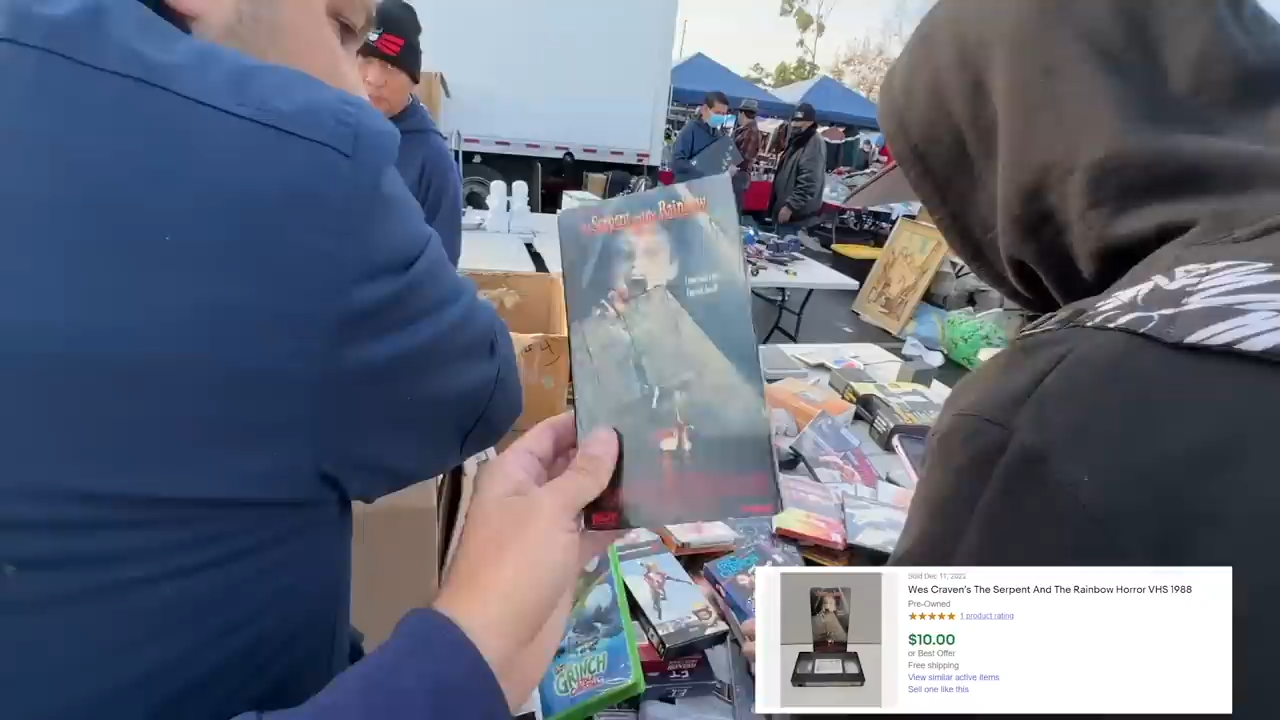 The Serpent and the Rainbow
THE GRINCH
E.T.
Sold Dec 11, 2022
Wes Craven's The Serpent And The Rainbow Horror VHS 1988
Pre-Owned
1 product rating
$10.00
or Best Offer
Free shipping
View similar active items
Sell one like this